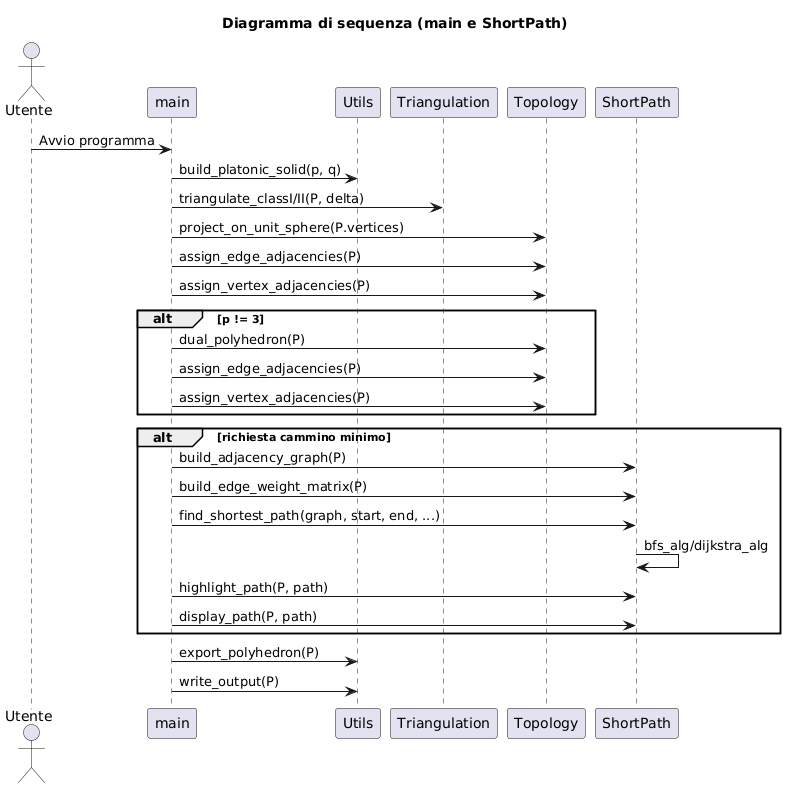 Diagramma di sequenza (main e ShortPath)
Utente
main
Utils
Triangulation
Topology
ShortPath
Avvio programma
build_platonic_solid(p, q)
triangulate_classI/II(P, delta)
project_on_unit_sphere(P.vertices)
assign_edge_adjacencies(P)
assign_vertex_adjacencies(P)
alt [p != 3]
dual_polyhedron(P)
assign_edge_adjacencies(P)
assign_vertex_adjacencies(P)
alt [richiesta cammino minimo]
build_adjacency_graph(P)
build_edge_weight_matrix(P)
find_shortest_path(graph, start, end, ...)
bfs_alg/dijkstra_alg
highlight_path(P, path)
display_path(P, path)
export_polyhedron(P)
write_output(P)
Utente
main
Utils
Triangulation
Topology
ShortPath